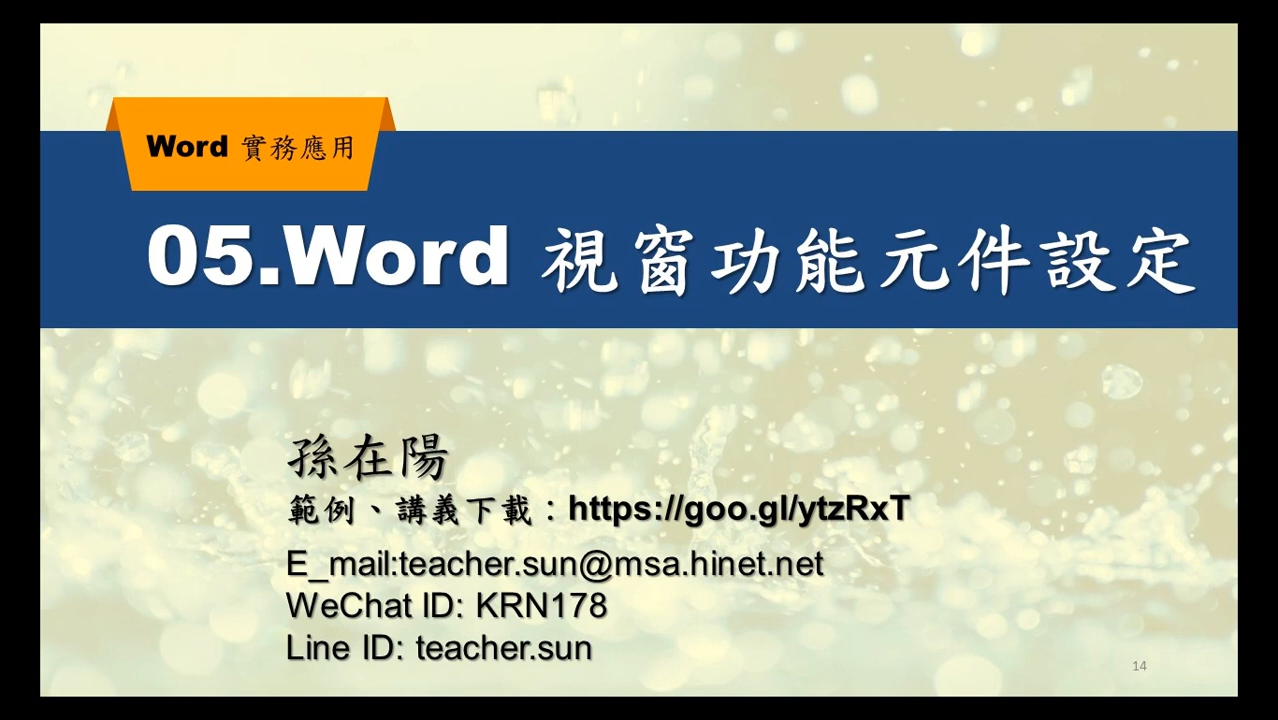 Word 實務應用
05.Word 視窗功能元件設定
孫在陽
範例、講義下載：https://goo.gl/ytzRxT
E_mail:teacher.sun@msa.hinet.net
WeChat ID: KRN178
Line ID: teacher.sun
14